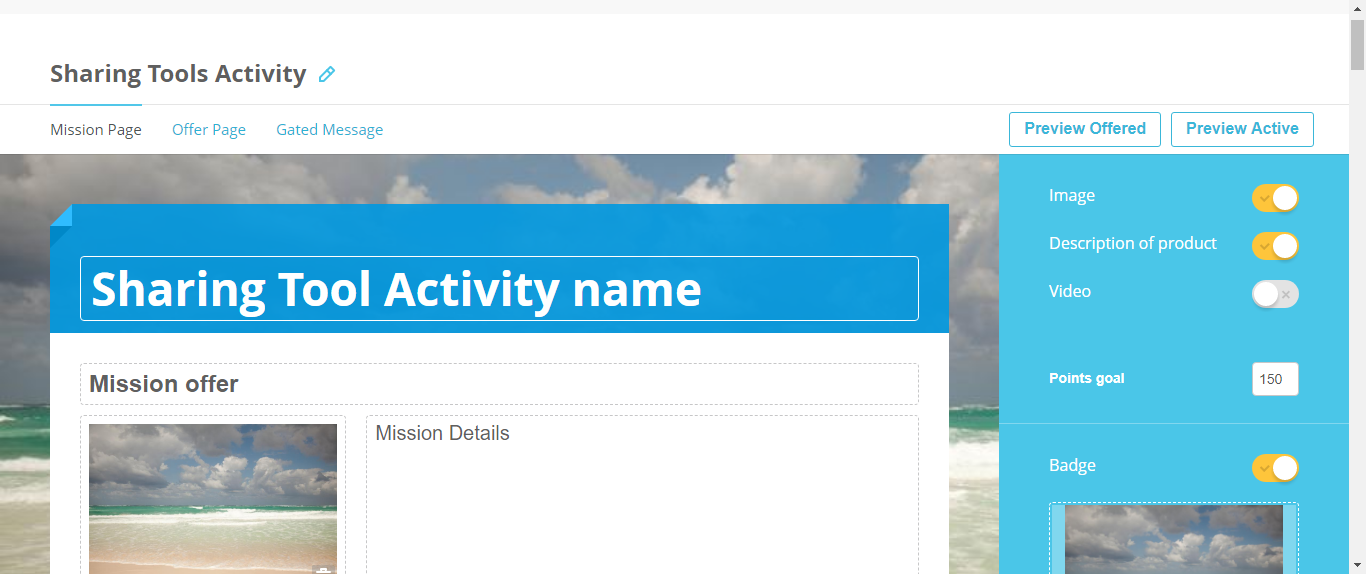 Sharing Tools Activity
Mission Page
Offer Page
Gated Message
Preview Offered
Preview Active
Sharing Tool Activity name
Mission offer
Mission Details
Image
Description of product
Video
Points goal
150
Badge